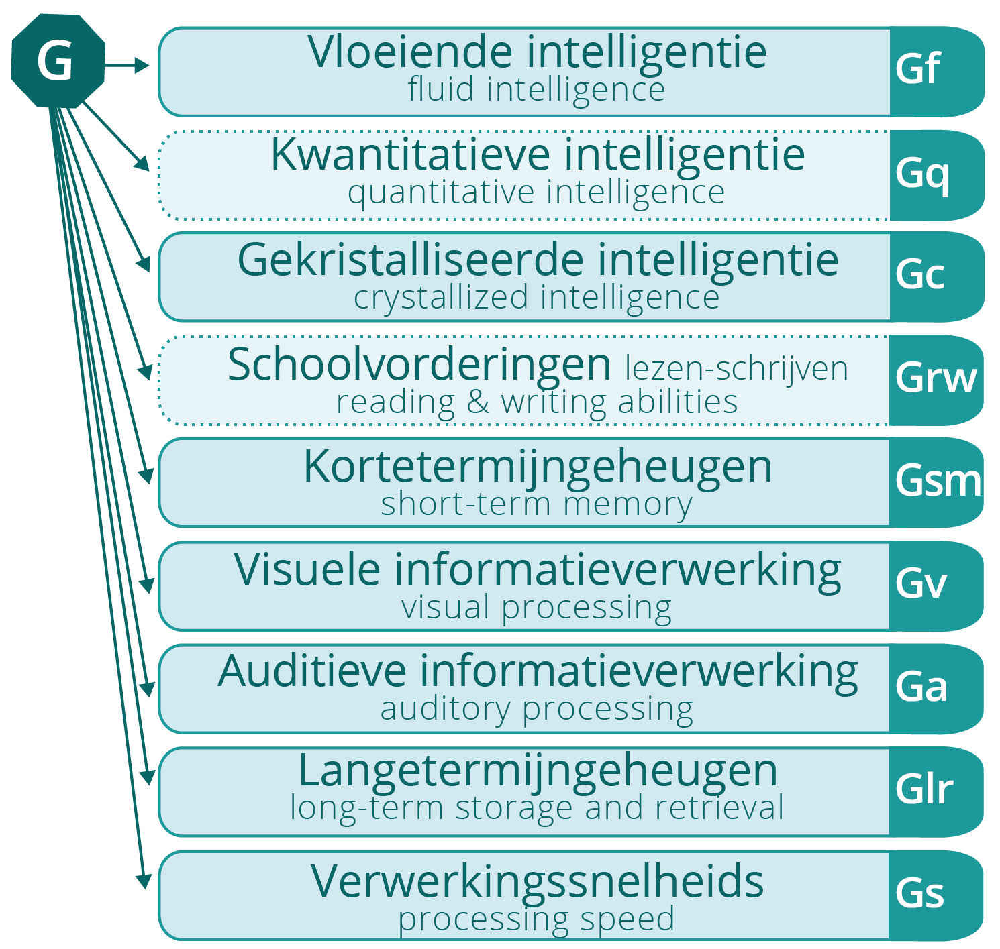 G
Vloeiende intelligentie
fluid intelligence
Gf
Kwantitatieve intelligentie
quantitative intelligence
Gq
Gekristalliseerde intelligentie
crystallized intelligence
Gc
Schoolvorderingen lezen-schrijven
reading & writing abilities
Grw
Kortetermijngeheugen
short-term memory
Gsm
Visuele informatieverwerking
visual processing
Gv
Auditieve informatieverwerking
auditory processing
Ga
Langetermijngeheugen
long-term storage and retrieval
Glr
Verwerkingssnelheids
processing speed
Gs